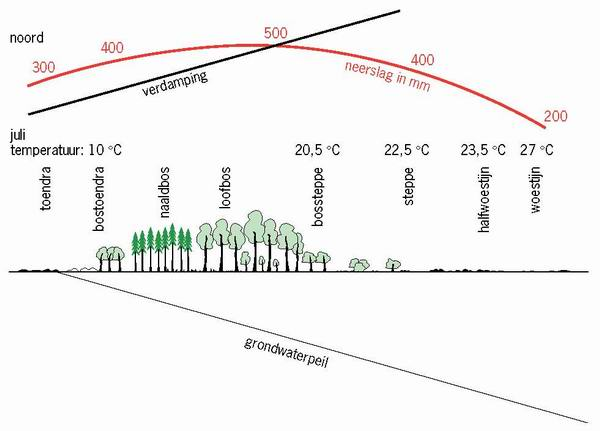 noord
300
400
500
400
200
verdamping
neerslag in mm
juli
temperatuur: 10 °C
20,5 °C
22,5 °C
23,5 °C
27 °C
toendra
bostoendra
naaldbos
loofbos
bossteppe
steppe
halfwoestijn
woestijn
grondwaterpeil